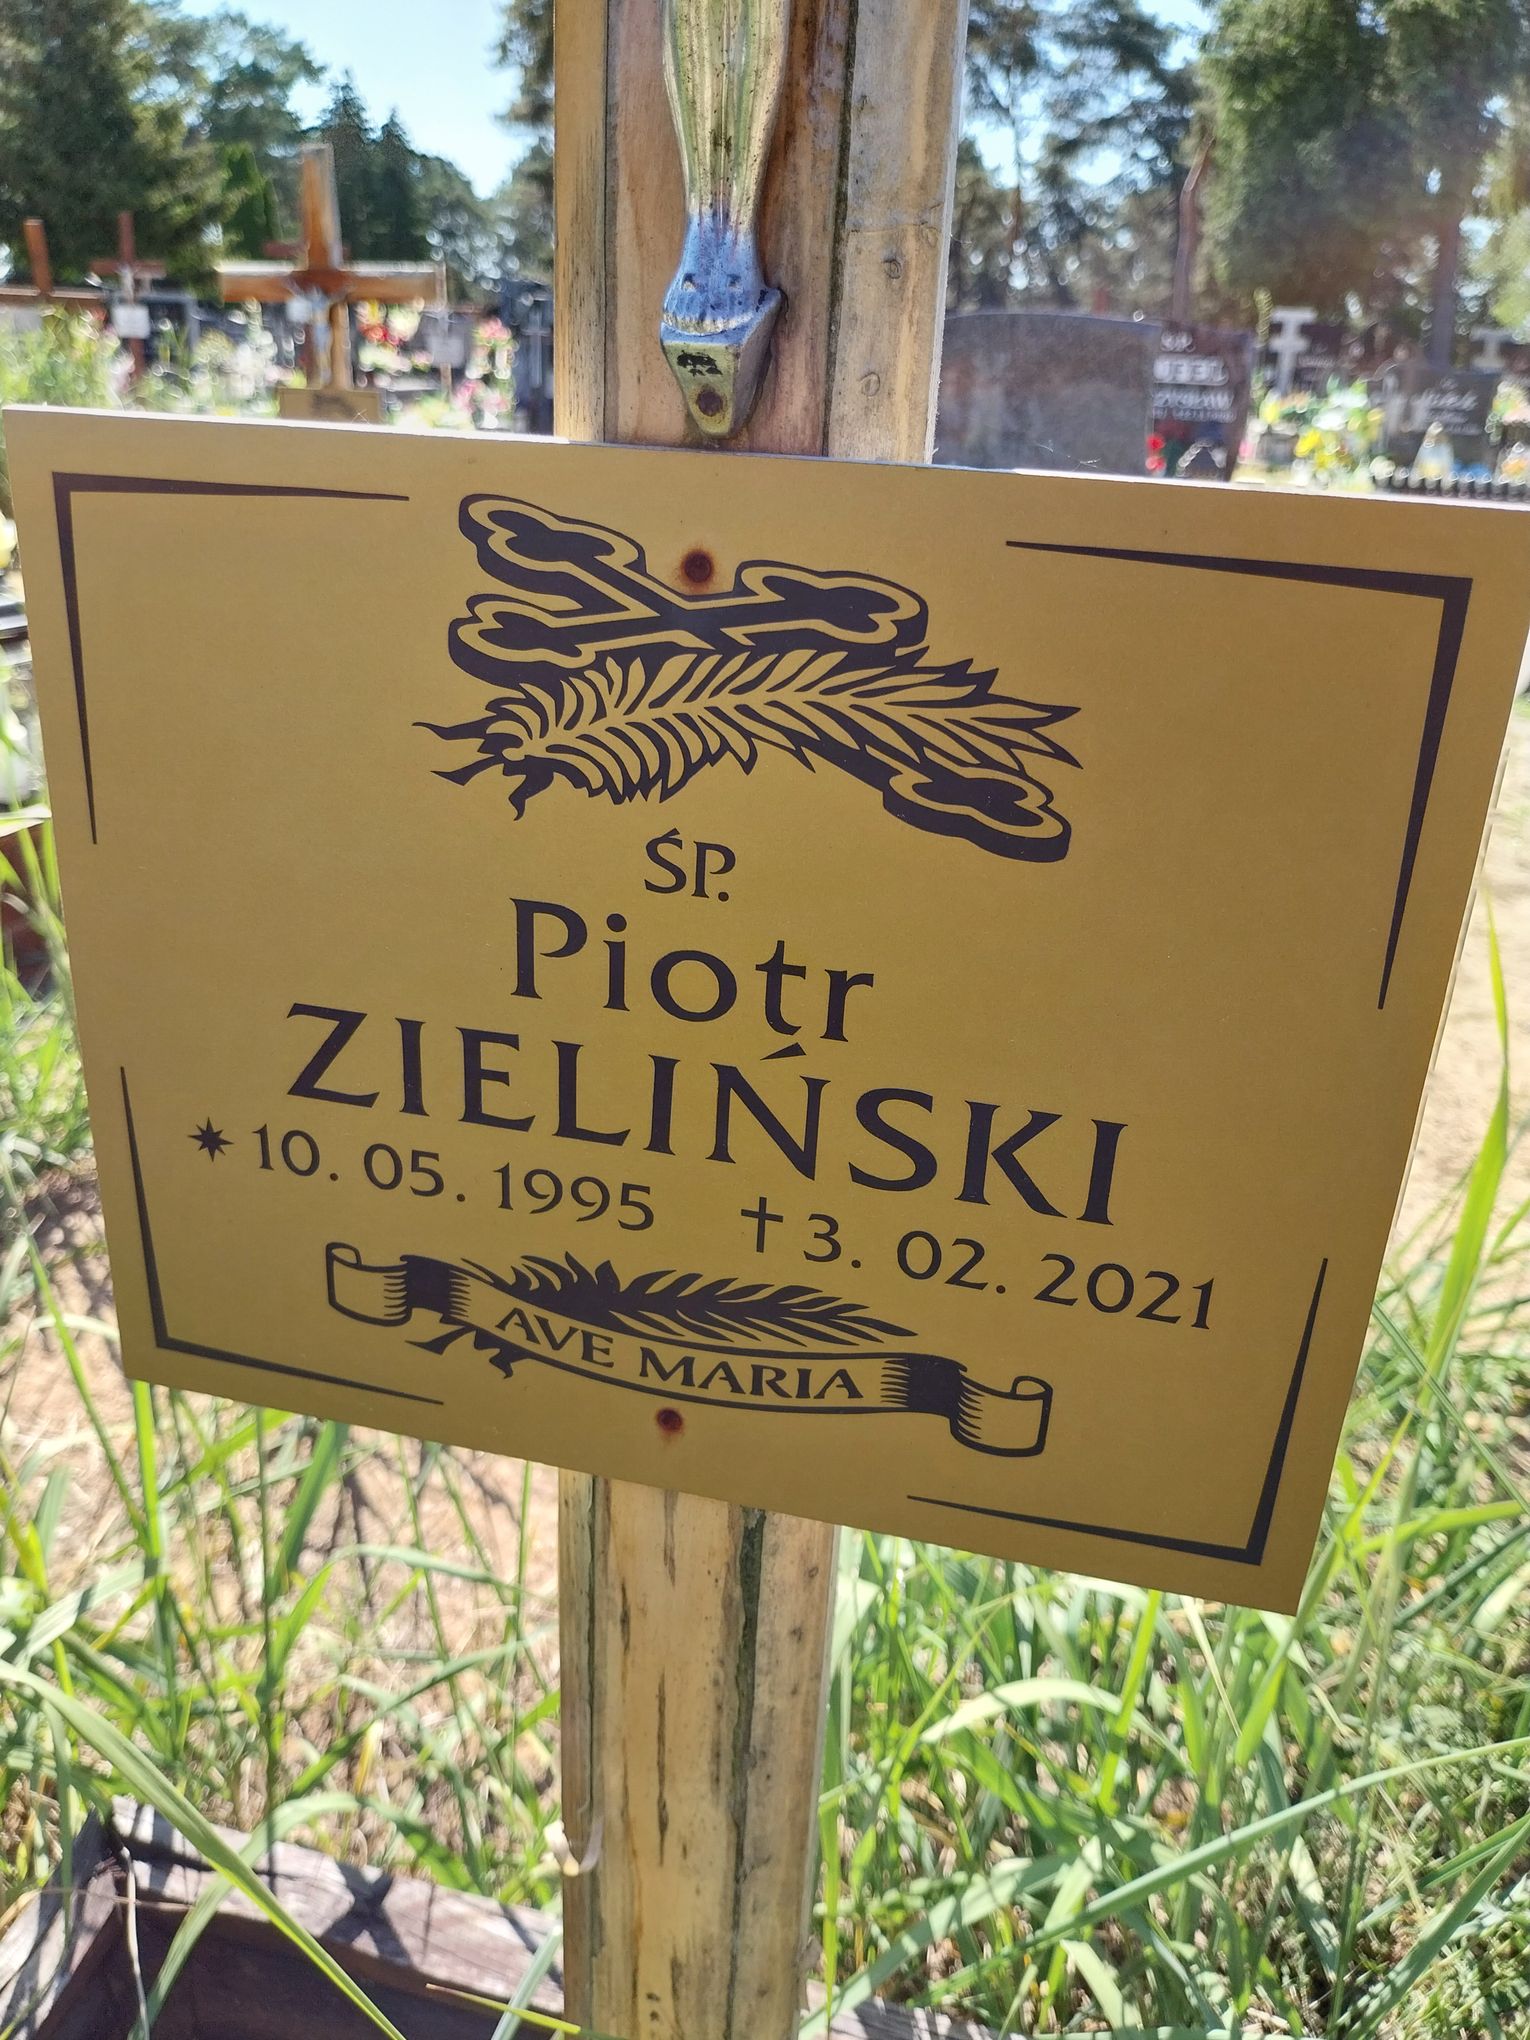 ŚP.
Piotr
ZIELIŃSKI
* 10. 05. 1995 † 3. 02. 2021
AVE MARIA